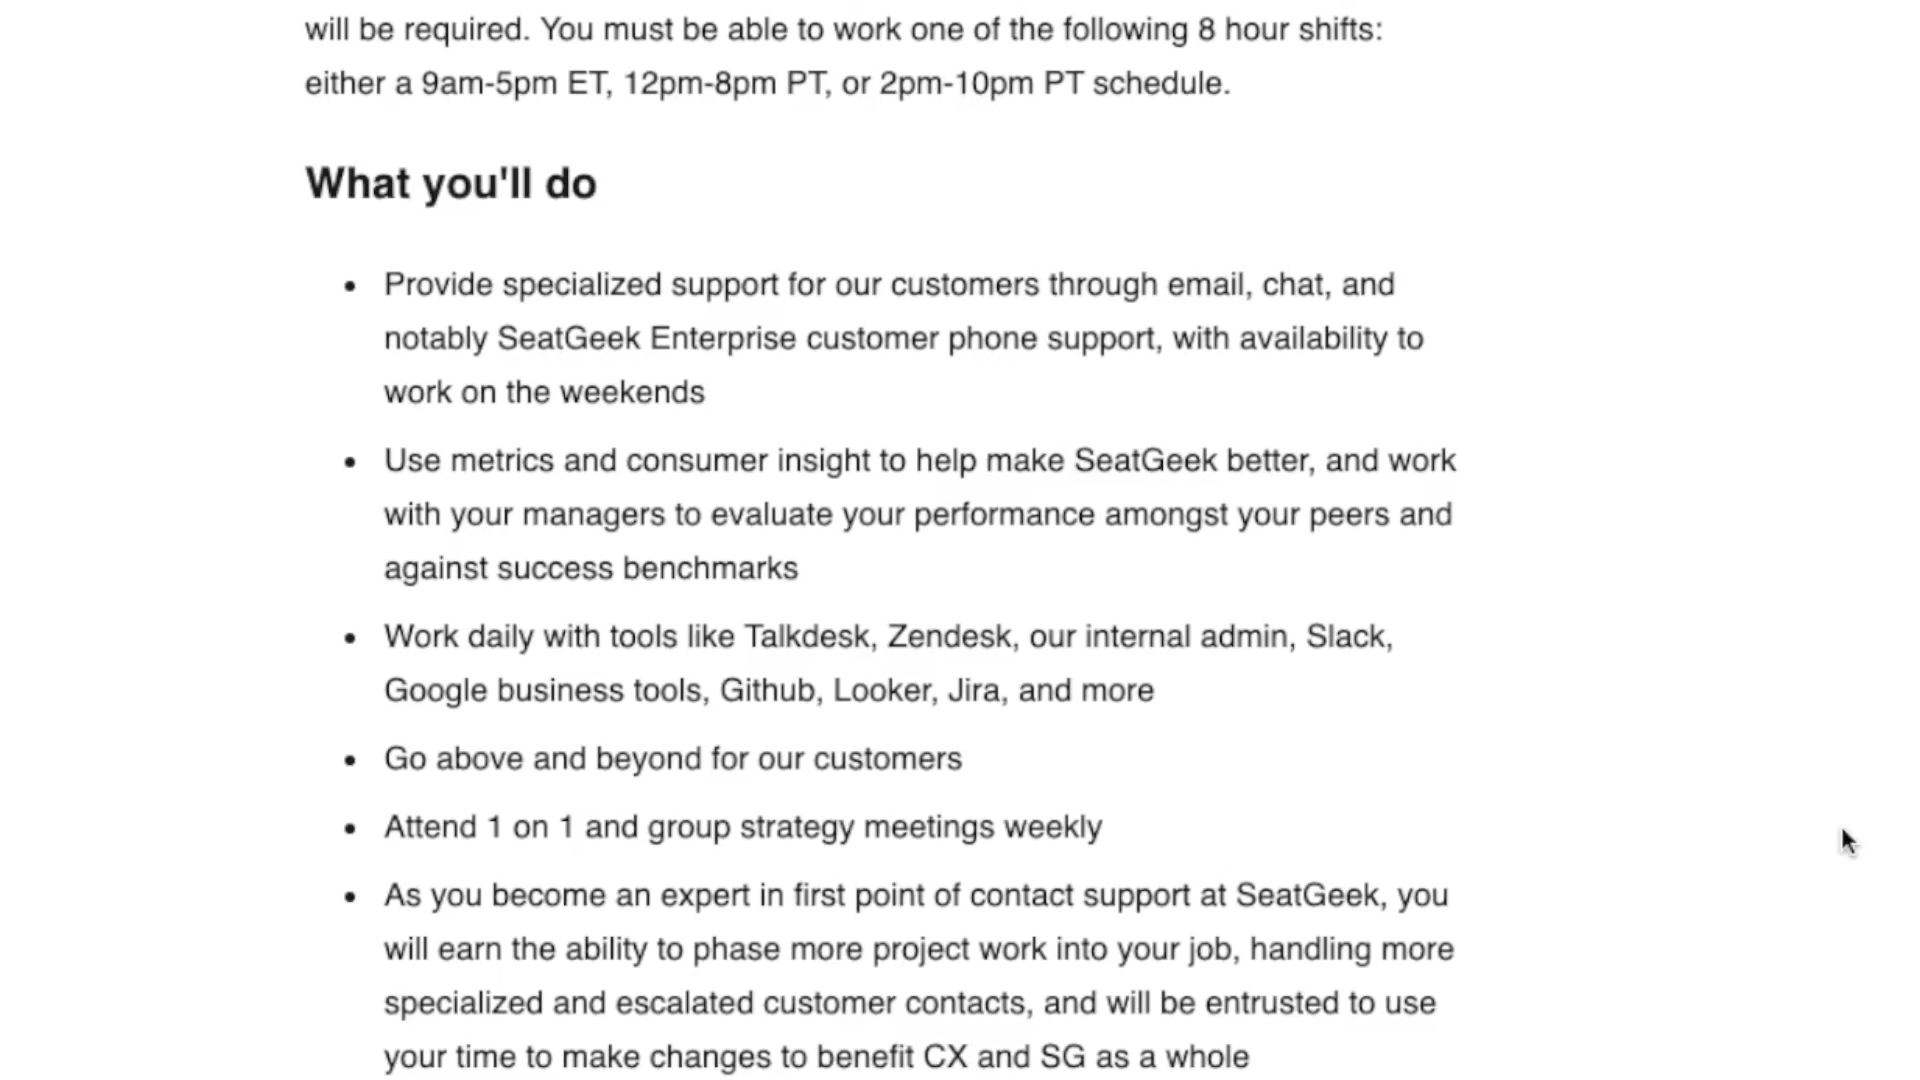 will be required. You must be able to work one of the following 8 hour shifts:
either a 9am-5pm ET, 12pm-8pm PT, or 2pm-10pm PT schedule.
What you'll do
• Provide specialized support for our customers through email, chat, and
notably SeatGeek Enterprise customer phone support, with availability to
work on the weekends
• Use metrics and consumer insight to help make SeatGeek better, and work
with your managers to evaluate your performance amongst your peers and
against success benchmarks
• Work daily with tools like Talkdesk, Zendesk, our internal admin, Slack,
Google business tools, Github, Looker, Jira, and more
• Go above and beyond for our customers
• Attend 1 on 1 and group strategy meetings weekly
• As you become an expert in first point of contact support at SeatGeek, you
will earn the ability to phase more project work into your job, handling more
specialized and escalated customer contacts, and will be entrusted to use
your time to make changes to benefit CX and SG as a whole